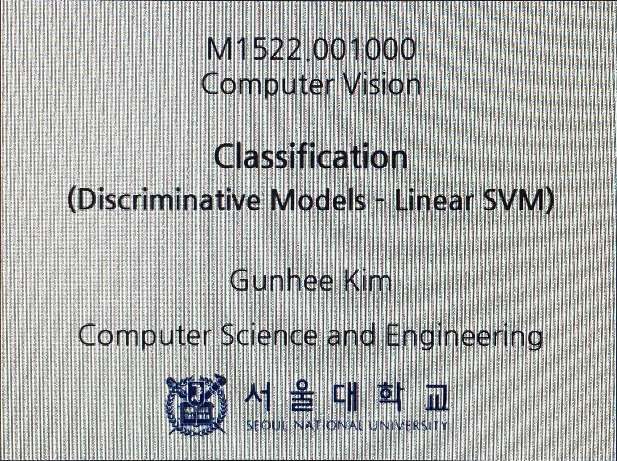 M1522.001000
Computer Vision
Classification
(Discriminative Models - Linear SVM)
Gunhee Kim
Computer Science and Engineering
서울대학교
SEOUL NATIONAL UNIVERSITY